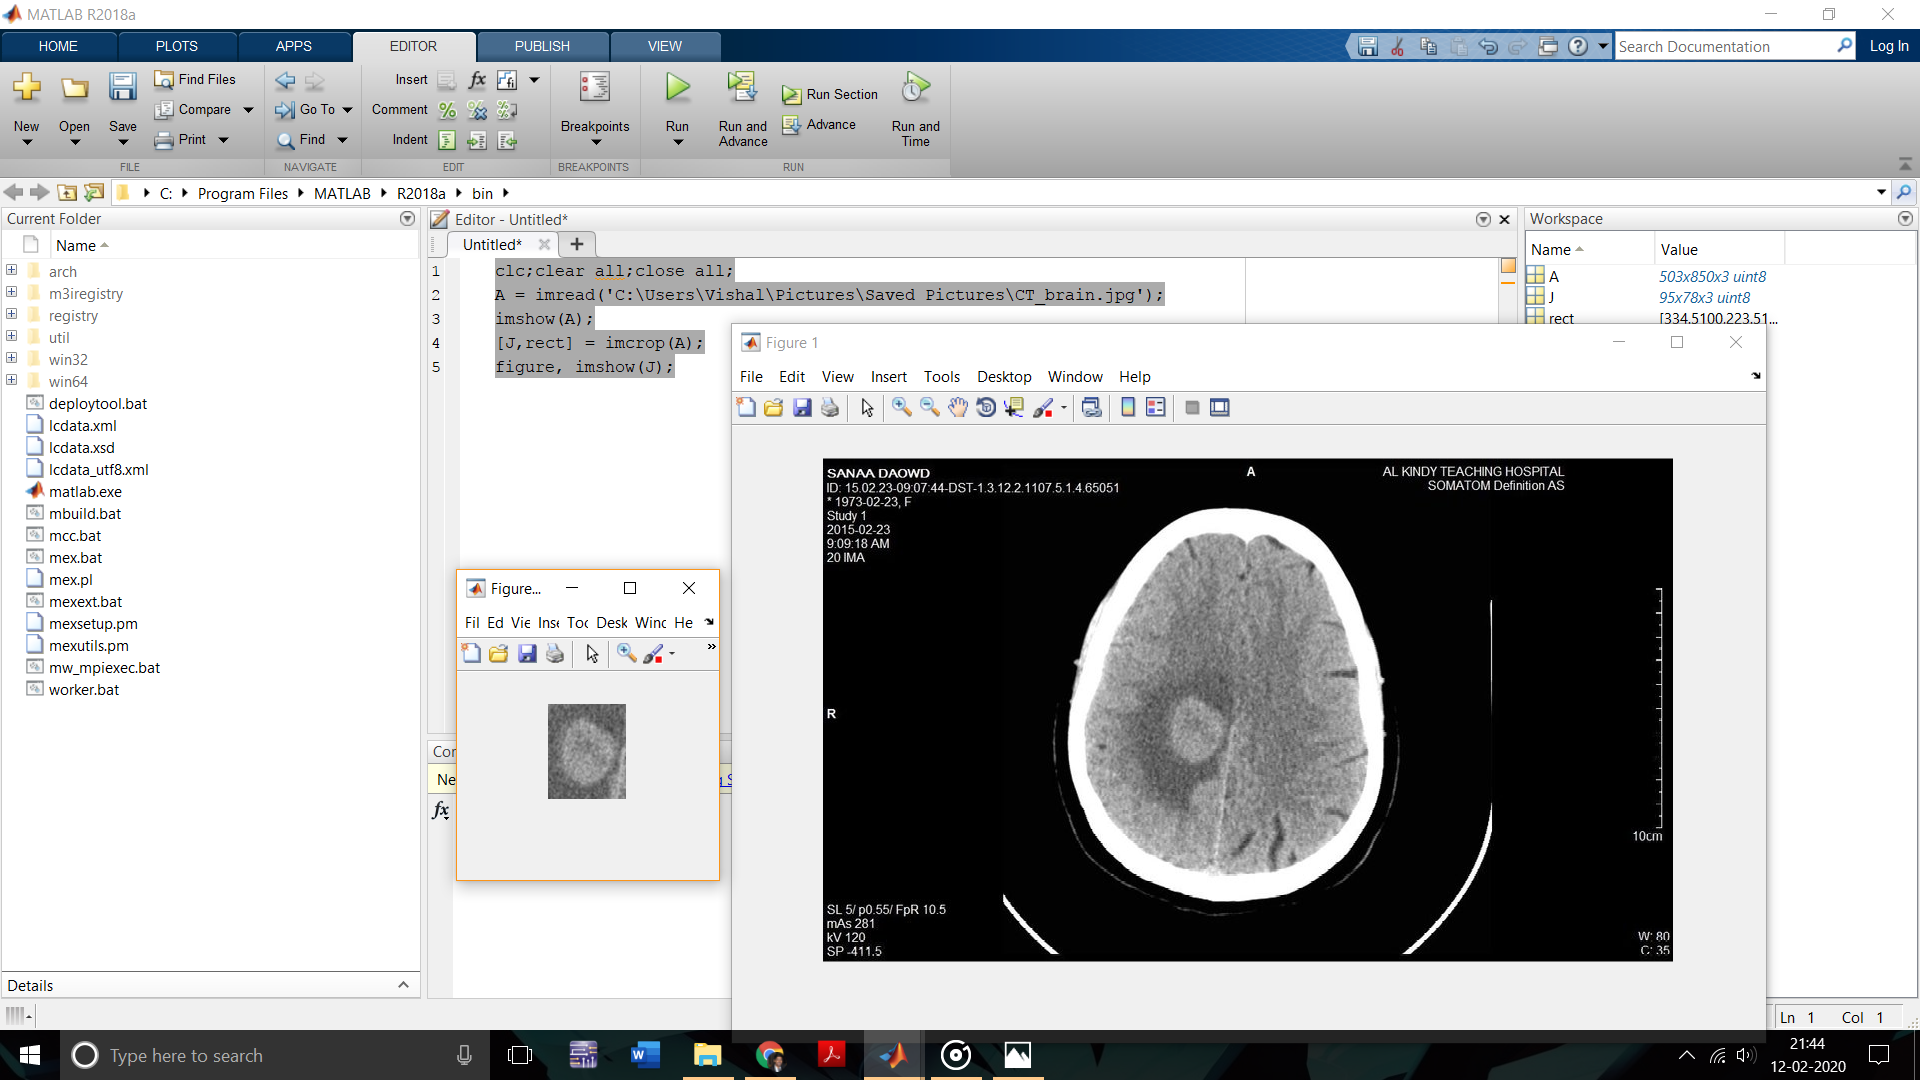 MATLAB R2018a
HOME PLOTS APPS EDITOR PUBLISH VIEW
Search Documentation
Log In
New
Open
Save
Find Files
Compare
Print
FILE
Go To
Find
NAVIGATE
Insert
Comment
Indent
EDIT
Breakpoints
BREAKPOINTS
Run
Run and Advance
Run Section
Advance
Run and Time
RUN
C: Program Files MATLAB R2018a bin
Current Folder
Name
arch
m3iregistry
registry
util
win32
win64
deploytool.bat
lcdata.xml
lcdata.xsd
lcdata_utf8.xml
matlab.exe
mbuild.bat
mcc.bat
mex.bat
mex.pl
mexext.bat
mexsetup.pm
mexutils.pm
mw_mpiexec.bat
worker.bat
Details
Editor - Untitled*
Untitled*
1 clc;clear all;close all;
2 A = imread('C:\Users\Vishal\Pictures\Saved Pictures\CT_brain.jpg');
3 imshow(A);
4 [J,rect] = imcrop(A);
5 figure, imshow(J);
Workspace
Name Value
A 503x850x3 uint8
J 95x78x3 uint8
rect [334.5100,223.51...
Figure 1
File Edit View Insert Tools Desktop Window Help
SANAA DAOWD
ID: 15.02.23-09:07:44-DST-1.3.12.2.1107.5.1.4.65051
* 1973-02-23, F
Study 1
2015-02-23
9:09:18 AM
20 IMA
A
AL KINDY TEACHING HOSPITAL
SOMATOM Definition AS
R
10cm
SL 5/ p0.55/ FpR 10.5
mAs 281
kV 120
SP -411.5
W: 80
C: 35
Figure...
Fil Ed Vie Inse Toc Desk Winc He
Cor
Ne
fx
Ln 1 Col 1
Type here to search
21:44
12-02-2020